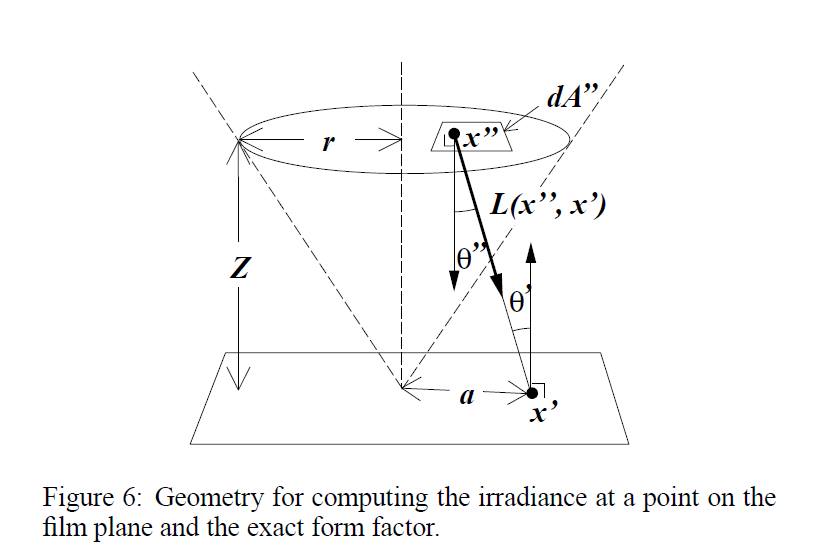 dA”
r
x”
L(x”, x’)
θ”
Z
θ’
a
x’
Figure 6: Geometry for computing the irradiance at a point on the
film plane and the exact form factor.